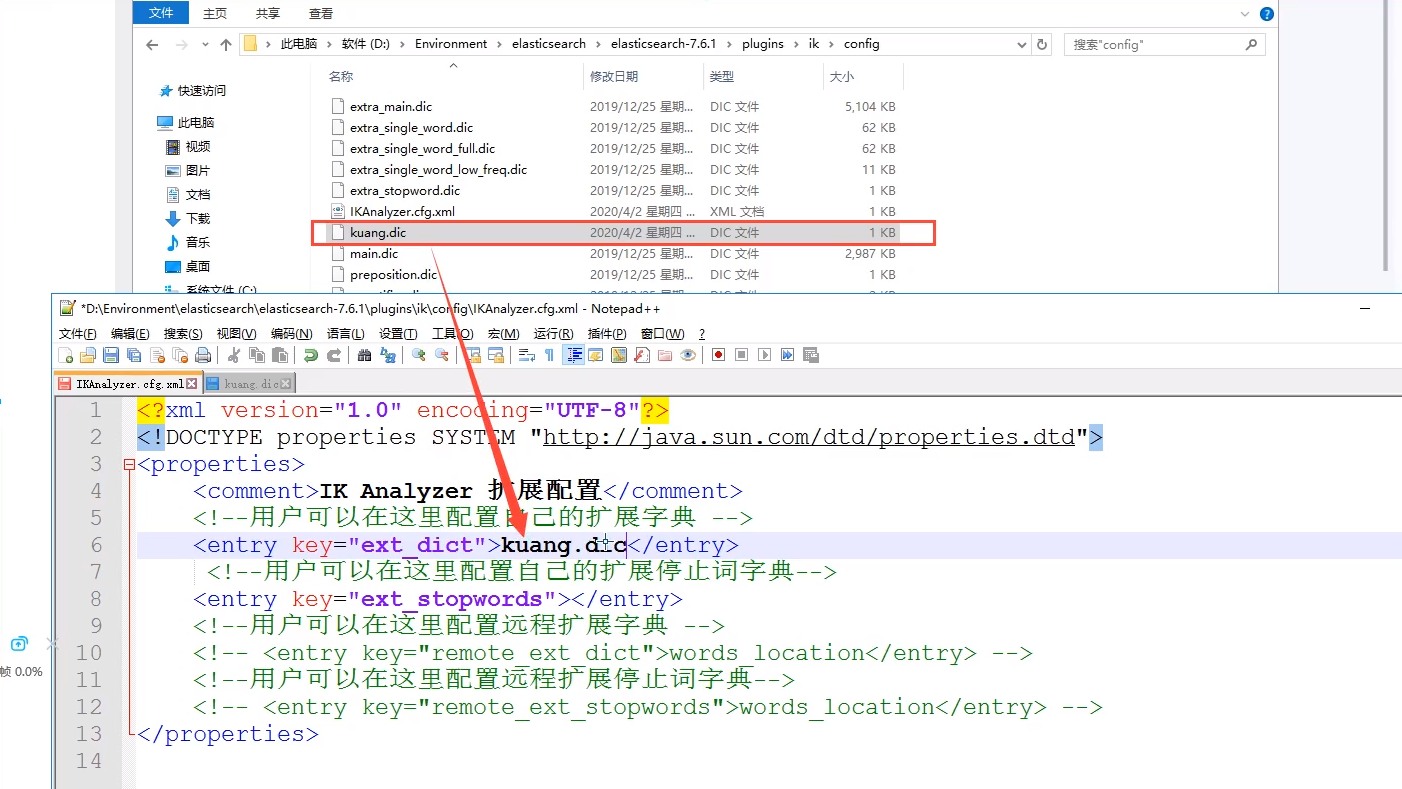 文件 主页 共享 查看
此电脑 › 软件 (D:) › Environment › elasticsearch › elasticsearch-7.6.1 › plugins › ik › config 搜索"config"
名称 修改日期 类型 大小
快速访问
此电脑
视频
图片
文档
下载
音乐
桌面
系统文件 (C:)
extra_main.dic 2019/12/25 星期... DIC 文件 5,104 KB
extra_single_word.dic 2019/12/25 星期... DIC 文件 62 KB
extra_single_word_full.dic 2019/12/25 星期... DIC 文件 62 KB
extra_single_word_low_freq.dic 2019/12/25 星期... DIC 文件 11 KB
extra_stopword.dic 2019/12/25 星期... DIC 文件 1 KB
IKAnalyzer.cfg.xml 2020/4/2 星期四 ... XML 文档 1 KB
kuang.dic 2020/4/2 星期四 ... DIC 文件 1 KB
main.dic 2019/12/25 星期... DIC 文件 2,987 KB
preposition.dic 2019/12/25 星期... DIC 文件 1 KB
*D:\Environment\elasticsearch\elasticsearch-7.6.1\plugins\ik\config\IKAnalyzer.cfg.xml - Notepad++
文件(F) 编辑(E) 搜索(S) 视图(V) 编码(N) 语言(L) 设置(T) 工具(O) 宏(M) 运行(R) 插件(P) 窗口(W) ?
IKAnalyzer.cfg.xml kuang.dic
1 <?xml version="1.0" encoding="UTF-8"?>
2 <!DOCTYPE properties SYSTEM "http://java.sun.com/dtd/properties.dtd">
3 <properties>
4 <comment>IK Analyzer 扩展配置</comment>
5 <!--用户可以在这里配置自己的扩展字典 -->
6 <entry key="ext_dict">kuang.dic</entry>
7 <!--用户可以在这里配置自己的扩展停止词字典-->
8 <entry key="ext_stopwords"></entry>
9 <!--用户可以在这里配置远程扩展字典 -->
10 <!-- <entry key="remote_ext_dict">words_location</entry> -->
11 <!--用户可以在这里配置远程扩展停止词字典-->
12 <!-- <entry key="remote_ext_stopwords">words_location</entry> -->
13 </properties>
14
帧 0.0%